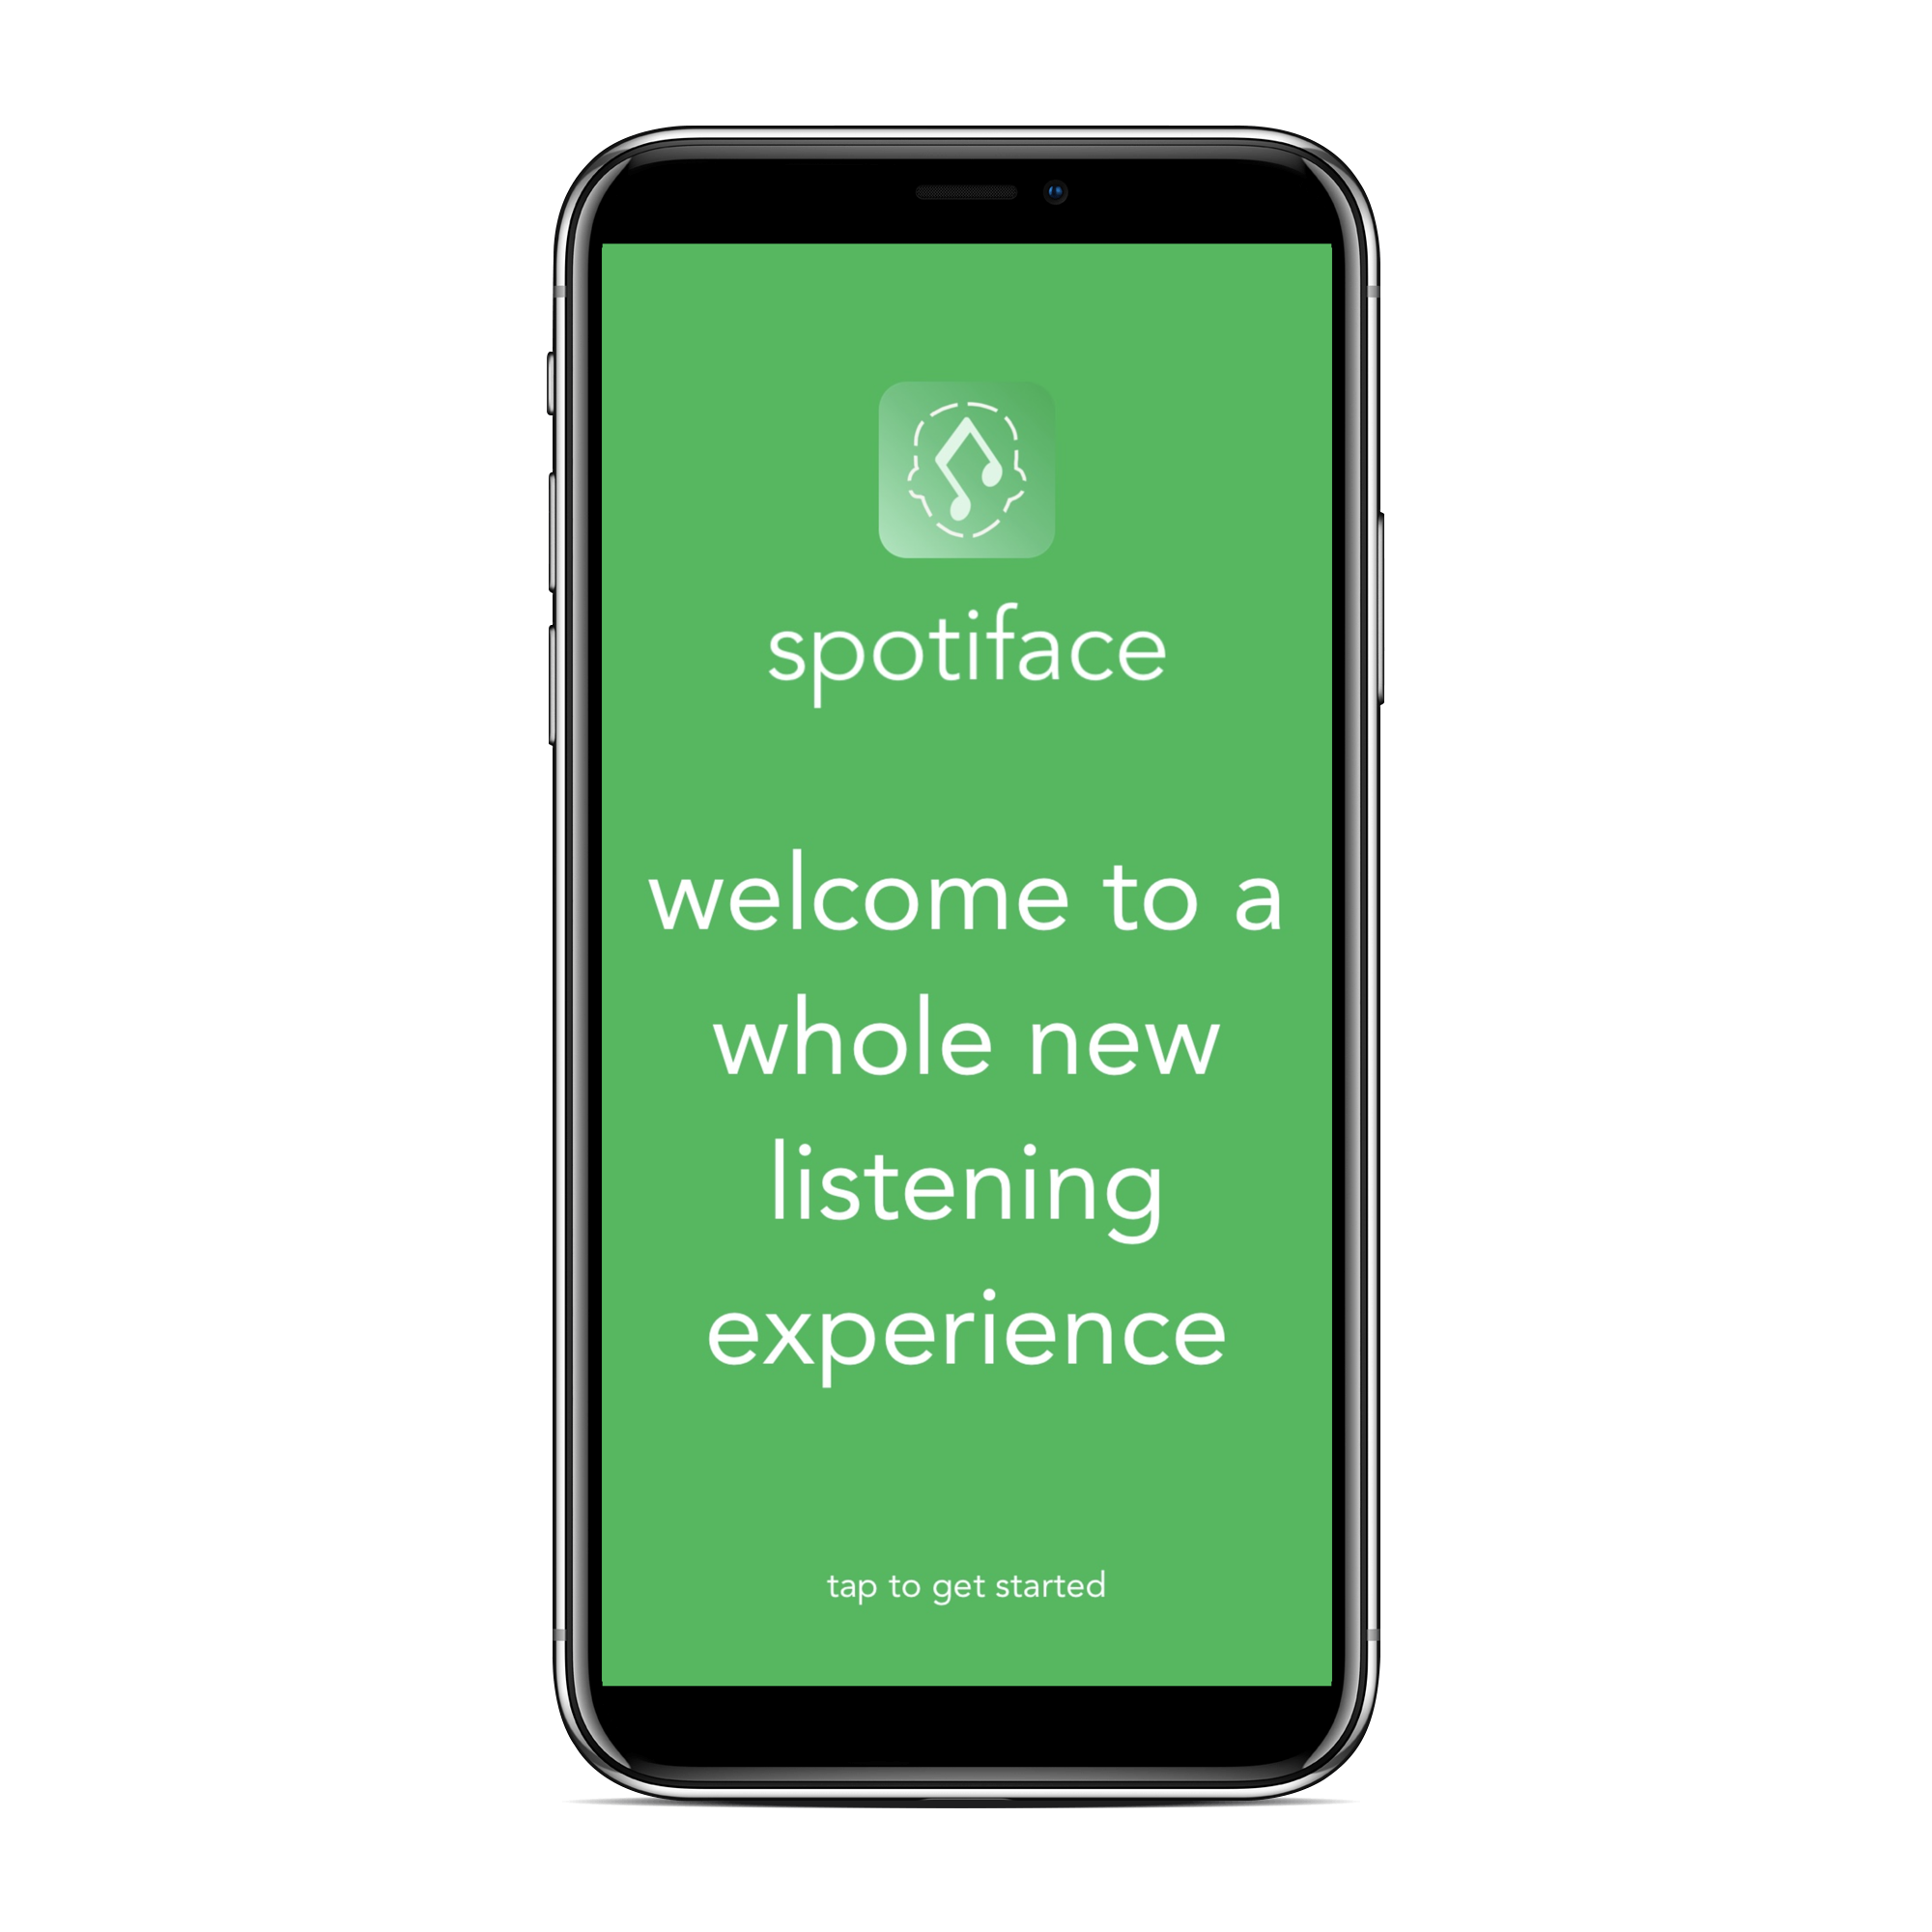 spotiface
welcome to a
whole new
listening
experience
tap to get started